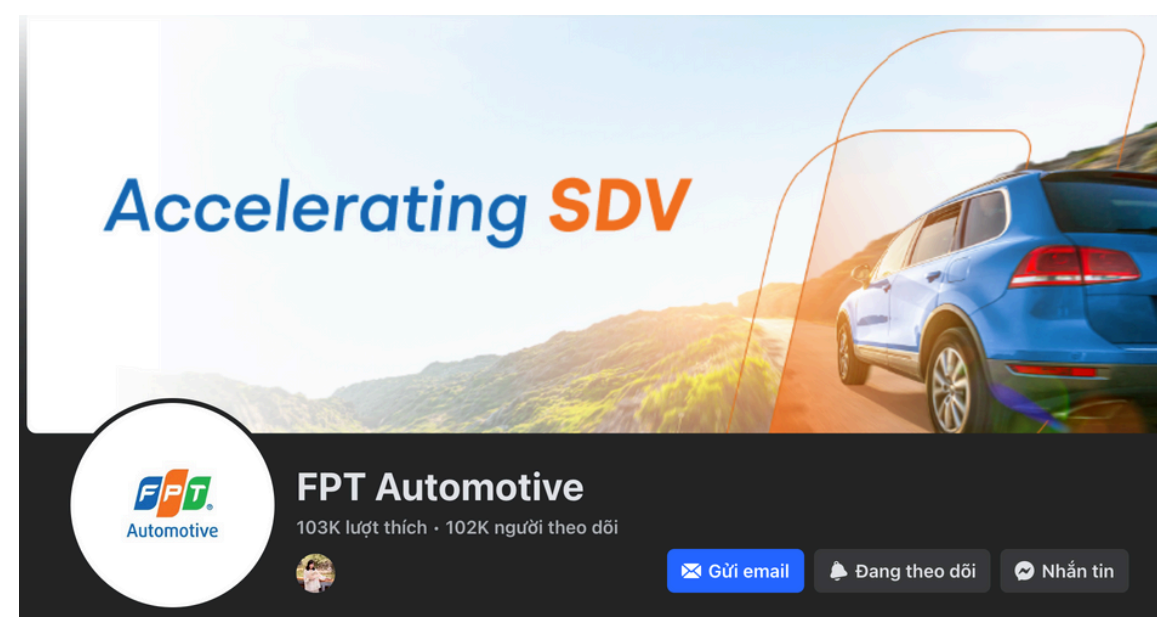 Accelerating SDV
FPT
Automotive
FPT Automotive
103K lượt thích • 102K người theo dõi
Gửi email
Đang theo dõi
Nhắn tin